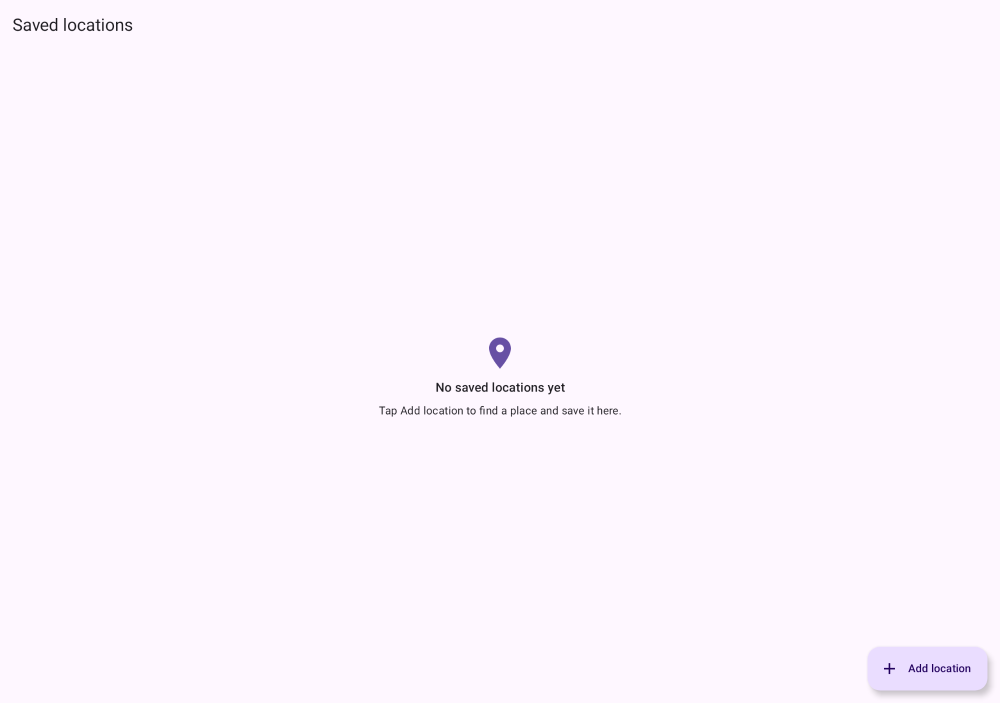 Saved locations
No saved locations yet
Tap Add location to find a place and save it here.
Add location